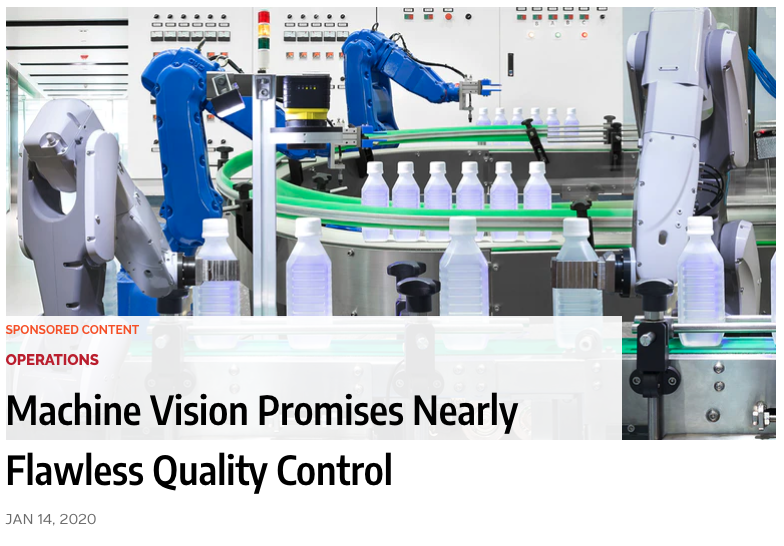 SPONSORED CONTENT
OPERATIONS
Machine Vision Promises Nearly
Flawless Quality Control
JAN 14, 2020